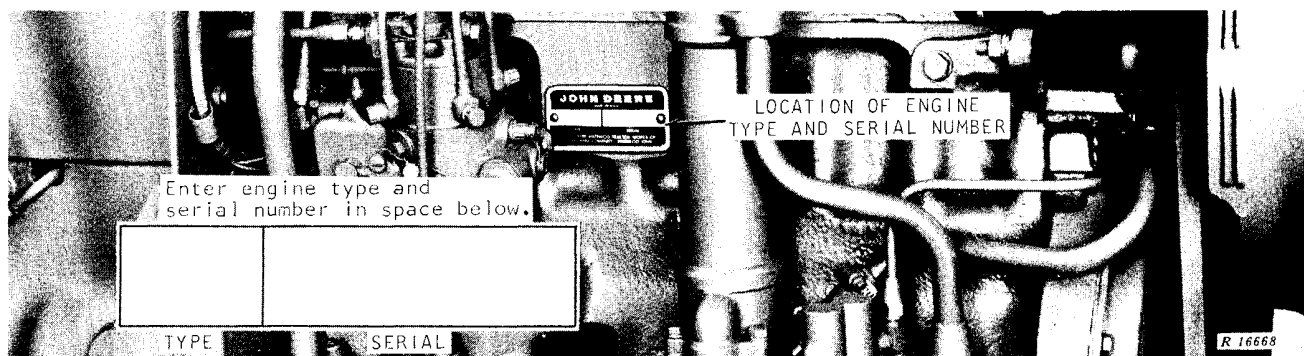 JOHN DEERE
LOCATION OF ENGINE
TYPE AND SERIAL NUMBER
Enter engine type and
serial number in space below.
TYPE SERIAL
R 16668